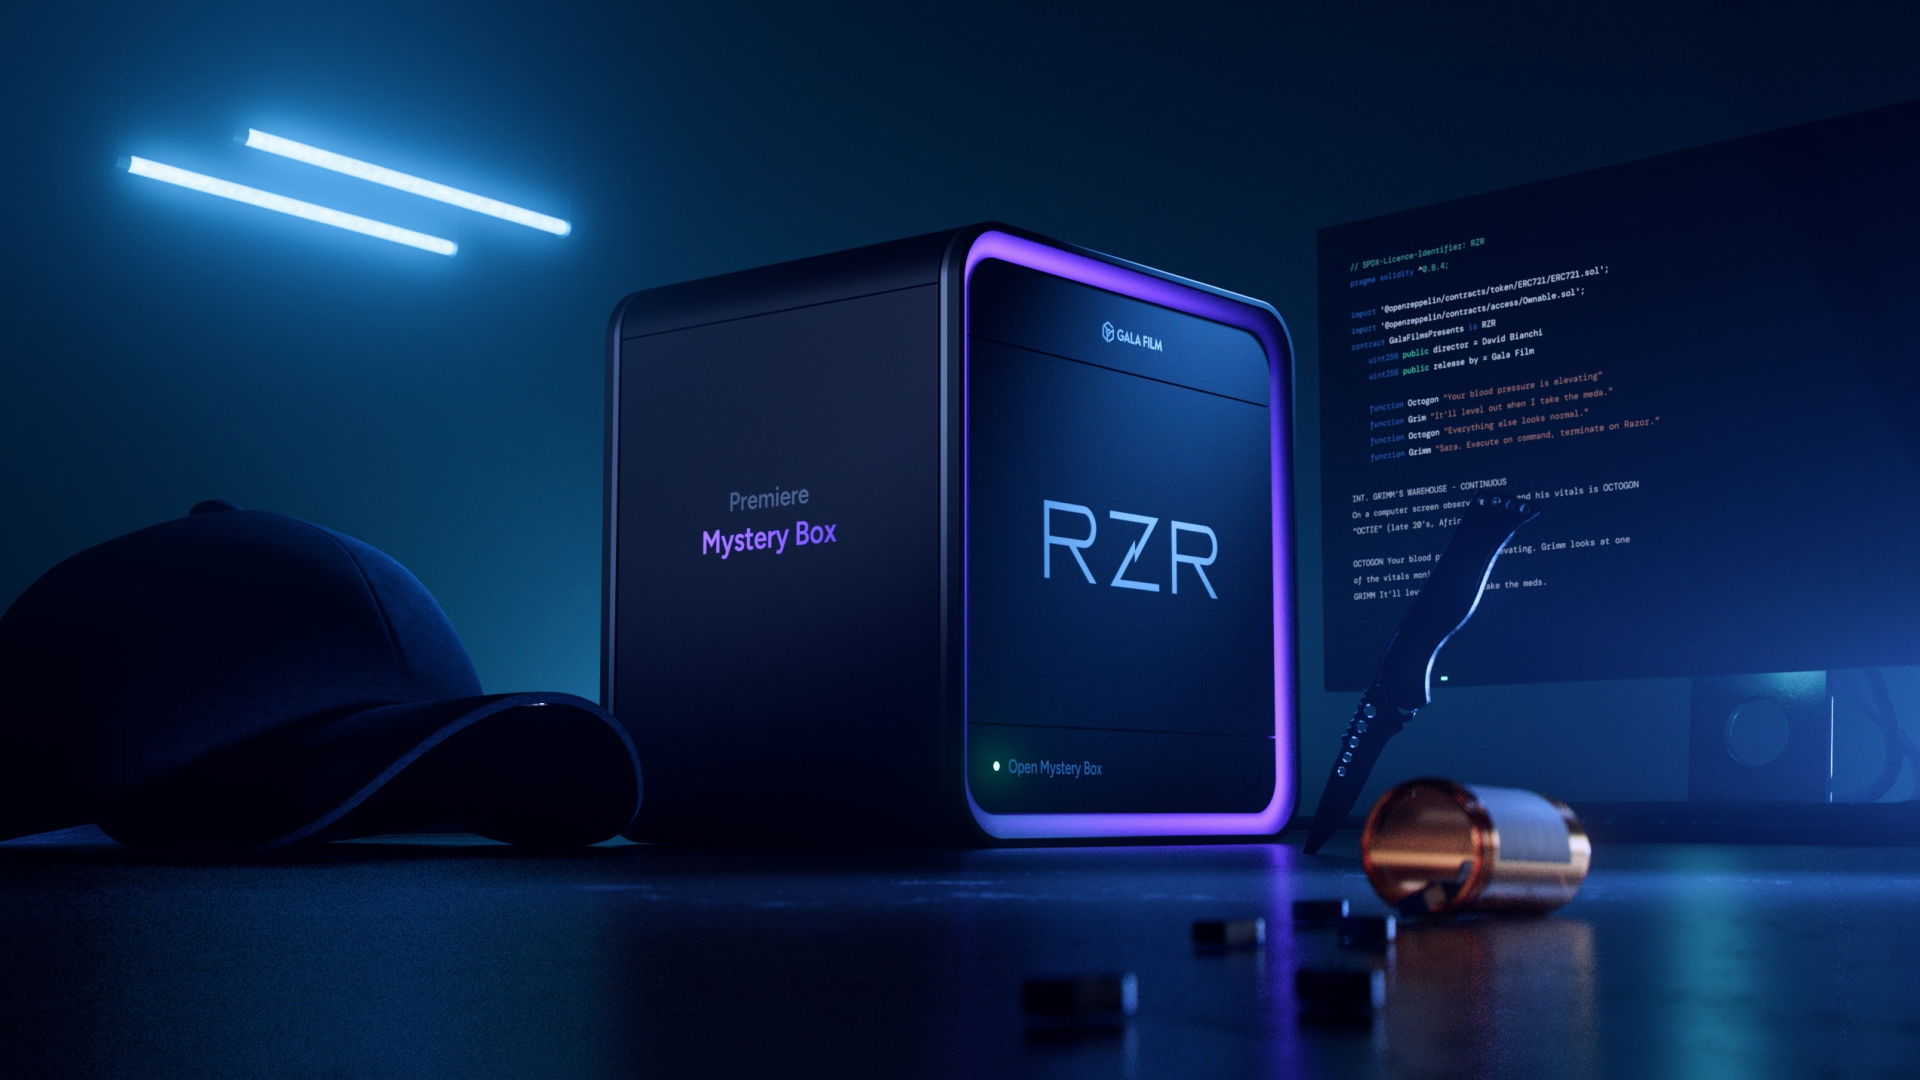 Premiere
Mystery Box
GALA FILM
RZR
Open Mystery Box
// SPDX-Licence-Identifier: RZR
pragma solidity ^0.8.4;
import '@openzeppelin/contracts/token/ERC721/ERC721.sol';
import '@openzeppelin/contracts/access/Ownable.sol';
contract GalaFilmsPresents is RZR
uint256 public director = David Bianchi
uint256 public release by = Gala Film
function Octogon "Your blood pressure is elevating"
function Grim "It'll level out when I take the meds."
function Octogon "Everything else looks normal."
function Grimm "Sara. Execute on command, terminate on Razor."
INT. GRIMM'S WAREHOUSE - CONTINUOUS
On a computer screen observ and his vitals is OCTOGON
"OCTIE" (late 20's, Afric
OCTOGON Your blood p evating. Grimm looks at one
of the vitals moni
GRIMM It'll lev ake the meds.